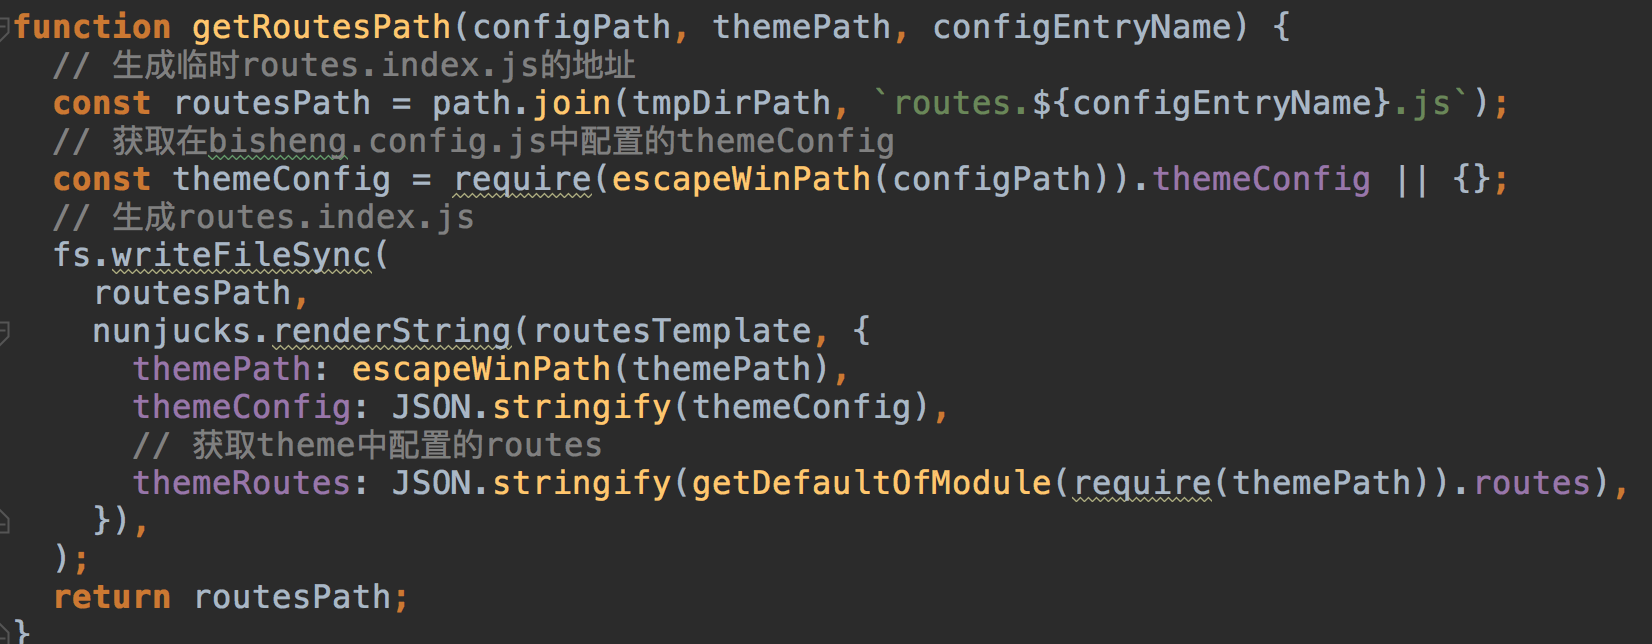 function getRoutesPath(configPath, themePath, configEntryName) {
  // 生成临时routes.index.js的地址
  const routesPath = path.join(tmpDirPath, `routes.${configEntryName}.js`);
  // 获取在bisheng.config.js中配置的themeConfig
  const themeConfig = require(escapeWinPath(configPath)).themeConfig || {};
  // 生成routes.index.js
  fs.writeFileSync(
    routesPath,
    nunjucks.renderString(routesTemplate, {
      themePath: escapeWinPath(themePath),
      themeConfig: JSON.stringify(themeConfig),
      // 获取theme中配置的routes
      themeRoutes: JSON.stringify(getDefaultOfModule(require(themePath)).routes),
    }),
  );
  return routesPath;
}